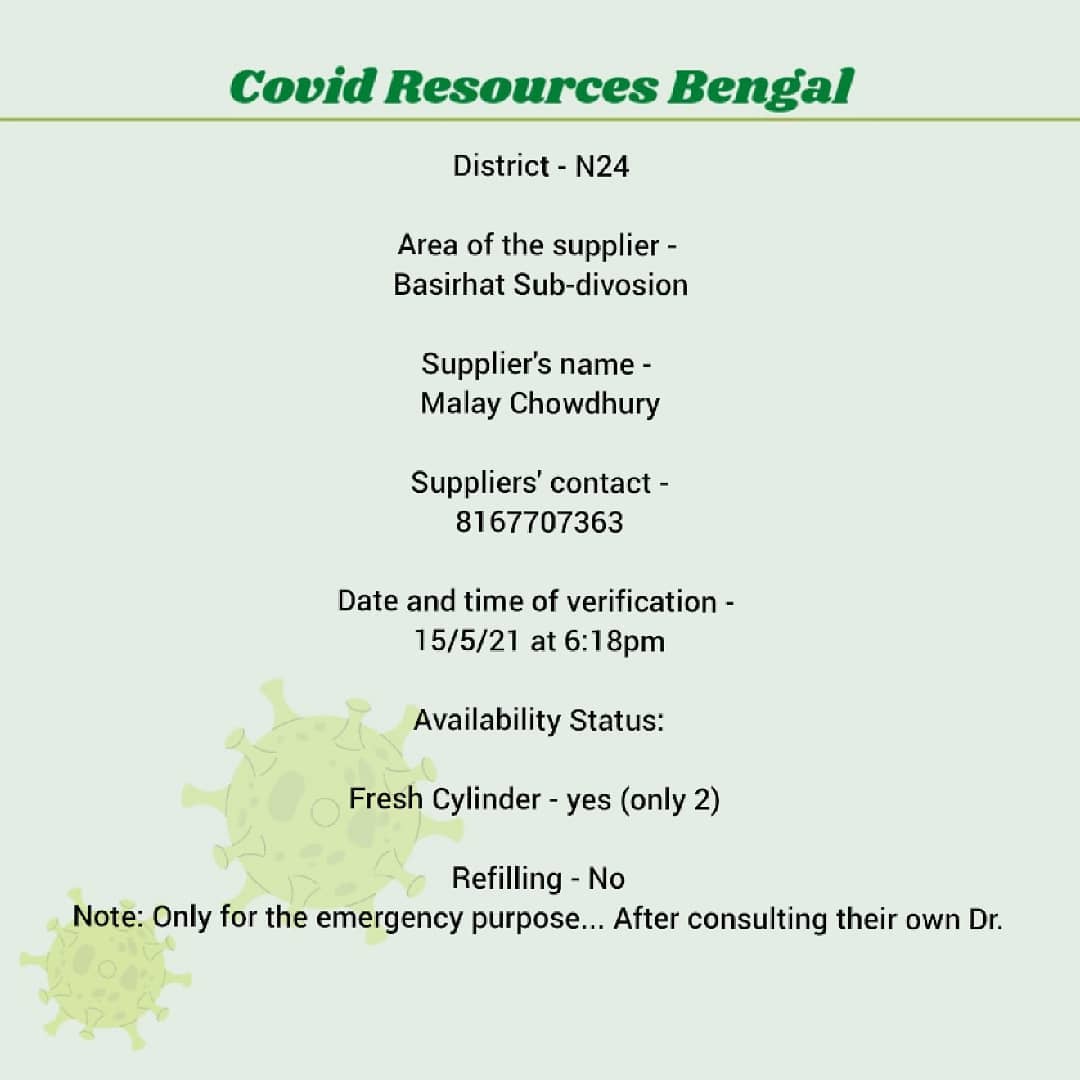 Covid Resources Bengal
District - N24
Area of the supplier -
Basirhat Sub-divosion
Supplier's name -
Malay Chowdhury
Suppliers' contact -
8167707363
Date and time of verification -
15/5/21 at 6:18pm
Availability Status:
Fresh Cylinder - yes (only 2)
Refilling - No
Note: Only for the emergency purpose... After consulting their own Dr.